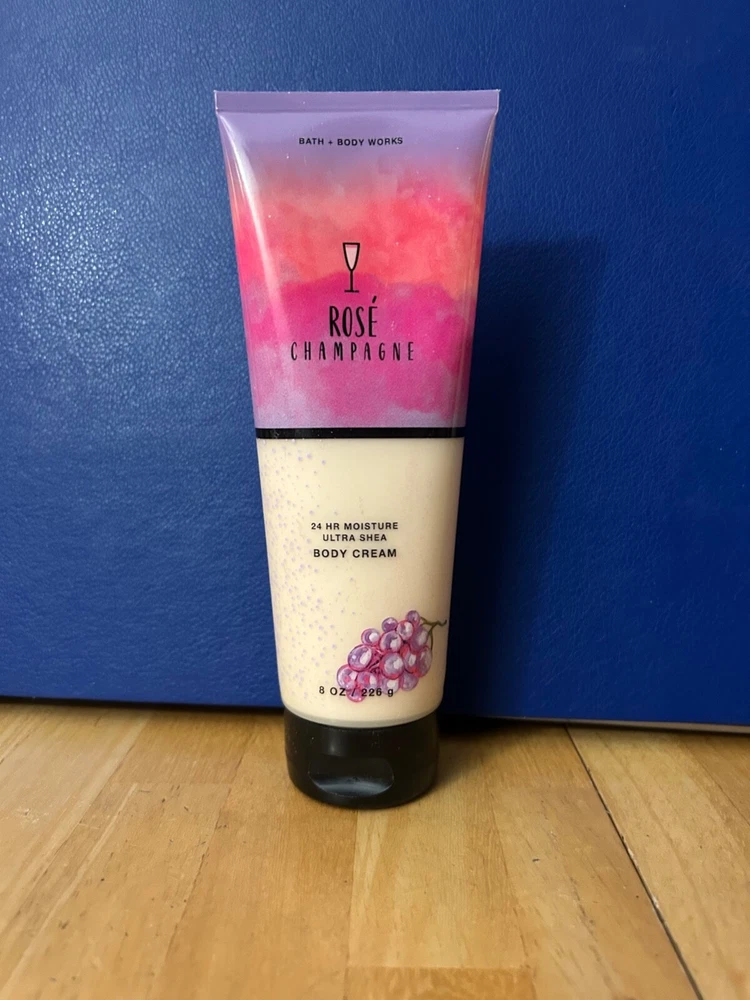 BATH + BODY WORKS
ROSÉ
CHAMPAGNE
24 HR MOISTURE
ULTRA SHEA
BODY CREAM
8 OZ / 226 g